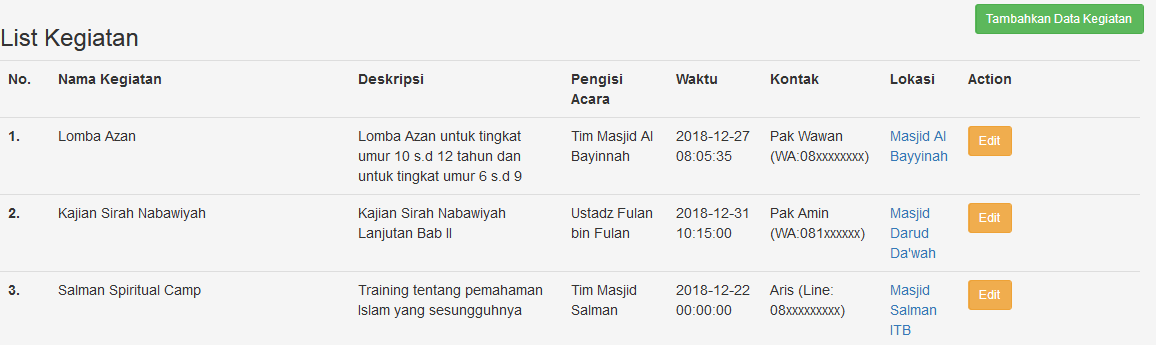 Tambahkan Data Kegiatan
List Kegiatan
No. Nama Kegiatan Deskripsi Pengisi Acara Waktu Kontak Lokasi Action
1. Lomba Azan Lomba Azan untuk tingkat Tim Masjid Al 2018-12-27 Pak Wawan Masjid Al Edit
umur 10 s.d 12 tahun dan Bayinnah 08:05:35 (WA:08xxxxxxxx) Bayyinah
untuk tingkat umur 6 s.d 9
2. Kajian Sirah Nabawiyah Kajian Sirah Nabawiyah Ustadz Fulan 2018-12-31 Pak Amin Masjid Edit
Lanjutan Bab II bin Fulan 10:15:00 (WA:081xxxxxx) Darud
Da'wah
3. Salman Spiritual Camp Training tentang pemahaman Tim Masjid 2018-12-22 Aris (Line: Masjid Edit
Islam yang sesungguhnya Salman 00:00:00 08xxxxxxxxx) Salman
ITB